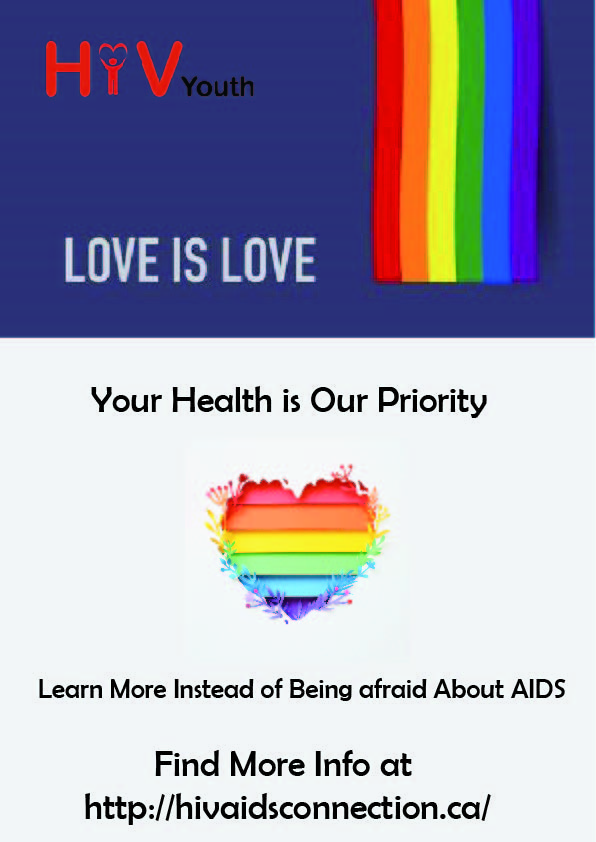 HiV Youth
LOVE IS LOVE
Your Health is Our Priority
Learn More Instead of Being afraid About AIDS
Find More Info at
http://hivaidsconnection.ca/